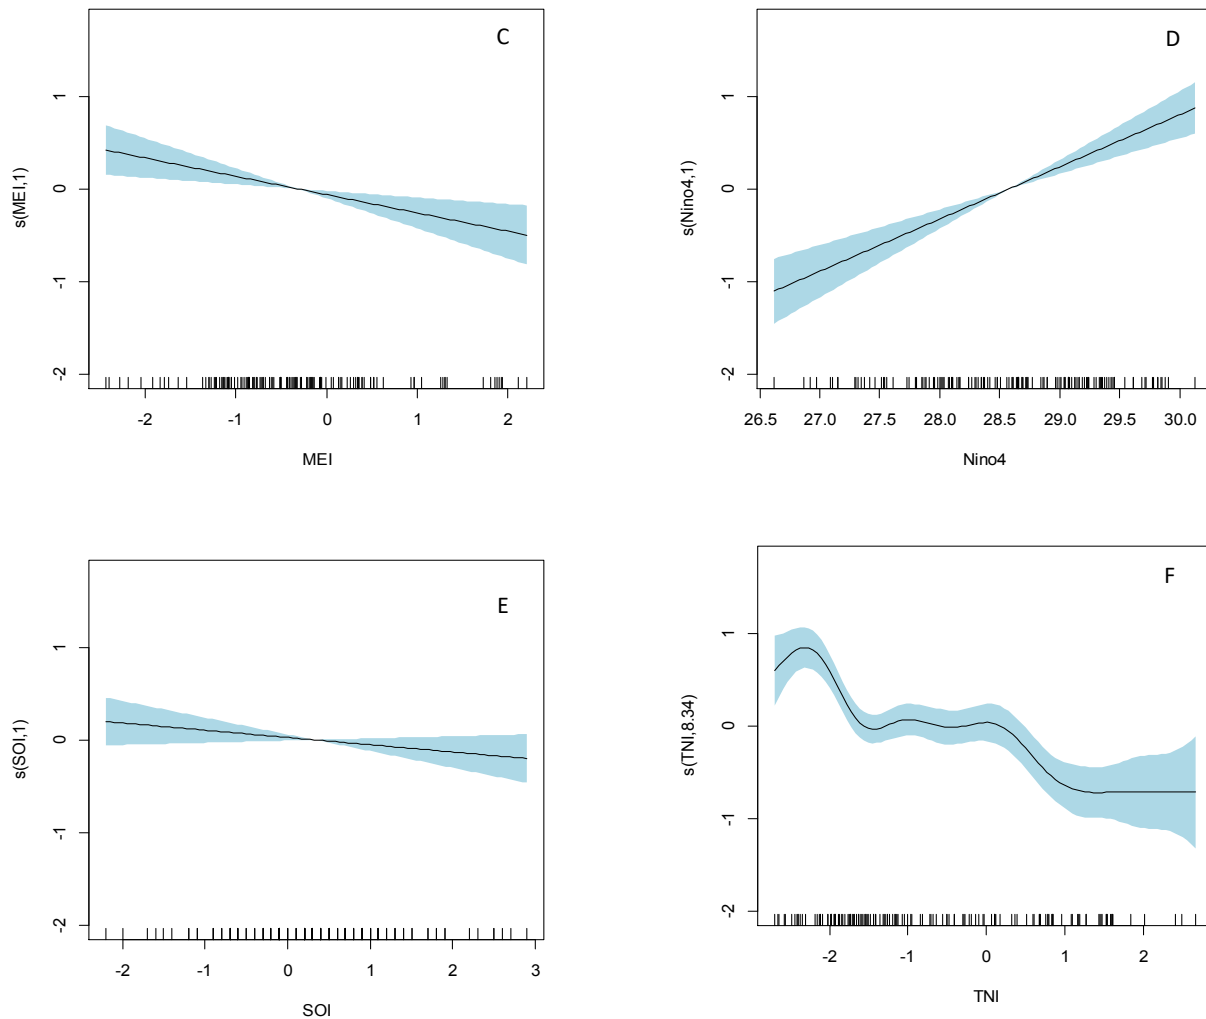 C
s(MEI,1)
1
0
-1
-2
-2 -1 0 1 2
MEI
D
s(Nino4,1)
1
0
-1
-2
26.5 27.0 27.5 28.0 28.5 29.0 29.5 30.0
Nino4
E
s(SOI,1)
1
0
-1
-2
-2 -1 0 1 2 3
SOI
F
s(TNI,8.34)
1
0
-1
-2
-2 -1 0 1 2
TNI